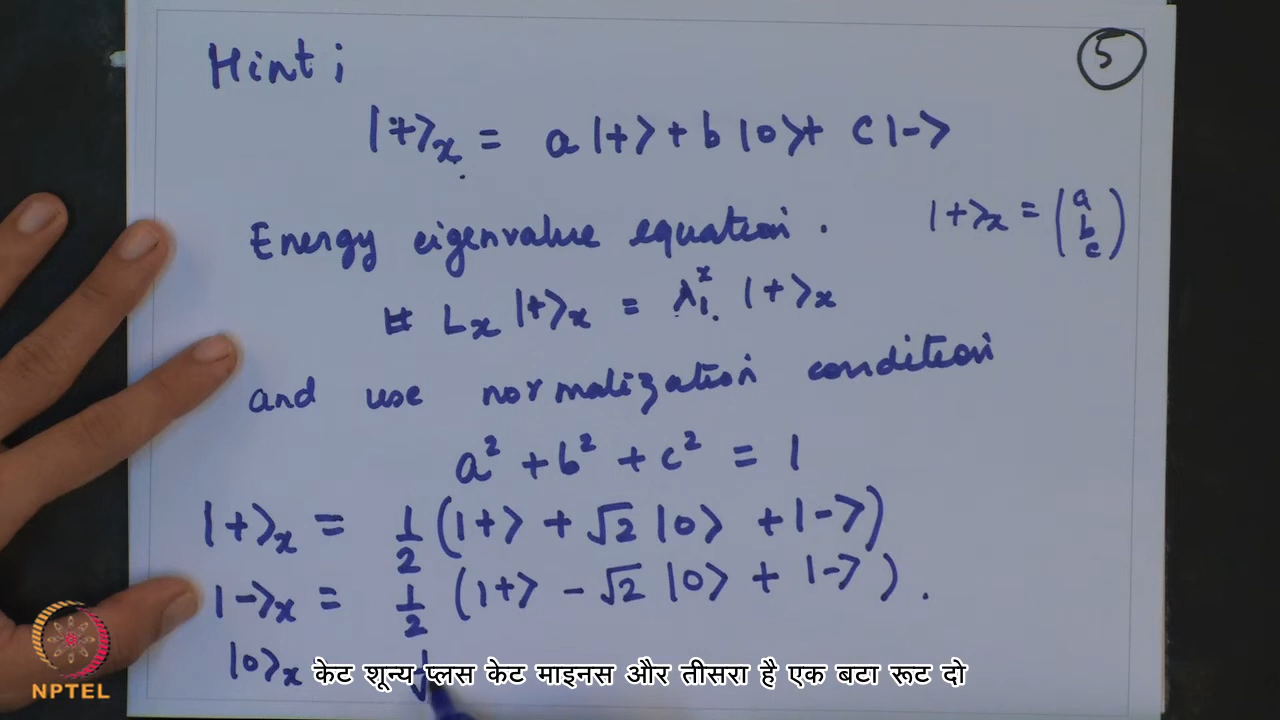 Hint ;
5
|+⟩ₓ = a |+⟩ + b |0⟩ + c |−⟩
Energy eigenvalue equation .
|+⟩ₓ = (a b c)
Lₓ |+⟩ₓ = λ₁ˣ |+⟩ₓ
and use normalization condition
a² + b² + c² = 1
|+⟩ₓ = 1/2 (|+⟩ + √2 |0⟩ + |−⟩)
|−⟩ₓ = 1/2 (|+⟩ − √2 |0⟩ + |−⟩) .
|0⟩ₓ
केट शून्य प्लस केट माइनस और तीसरा है एक बटा रूट दो
NPTEL